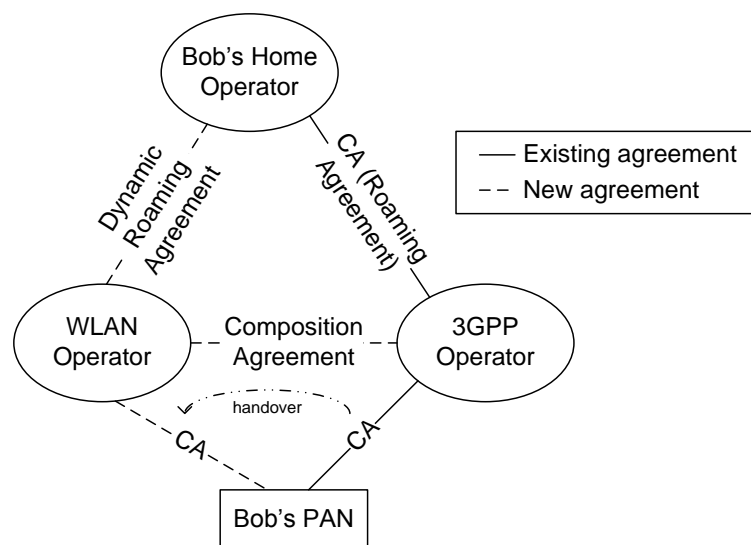 Bob's Home
Operator
Dynamic
Roaming
Agreement
CA (Roaming
Agreement)
Existing agreement
New agreement
WLAN
Operator
Composition
Agreement
3GPP
Operator
handover
CA
CA
Bob's PAN